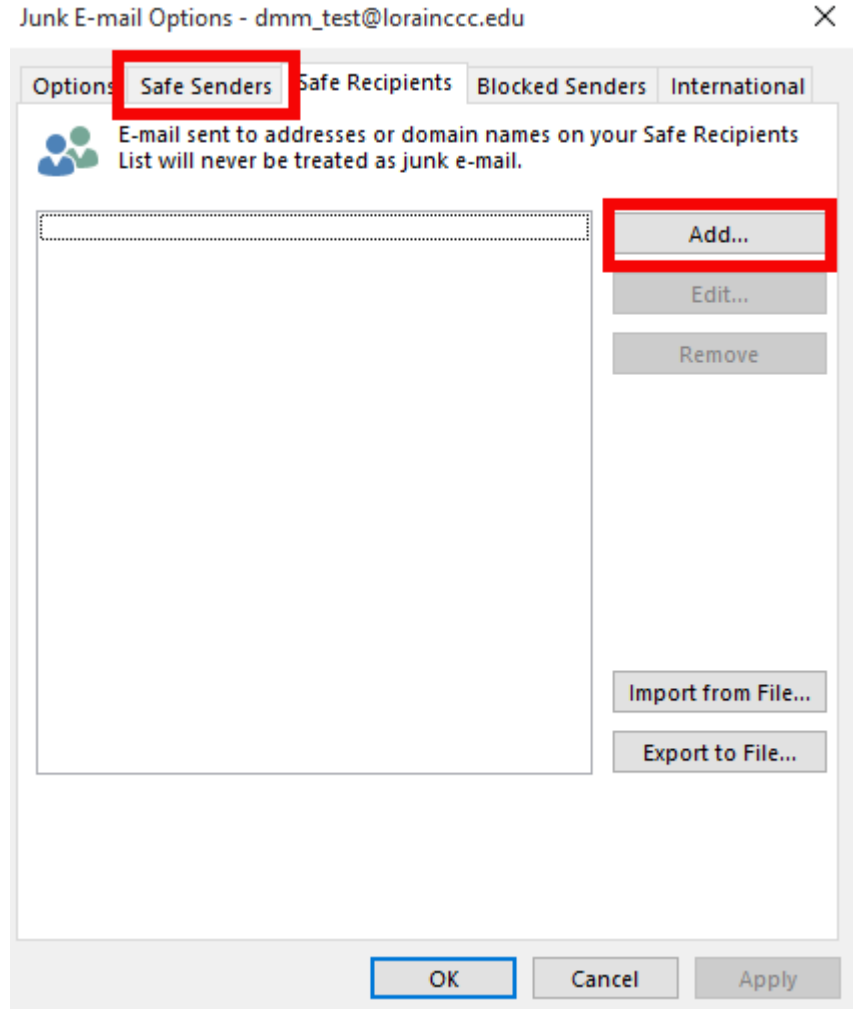 Junk E-mail Options - dmm_test@lorainccc.edu
Options Safe Senders Safe Recipients Blocked Senders International
E-mail sent to addresses or domain names on your Safe Recipients
List will never be treated as junk e-mail.
Add...
Edit...
Remove
Import from File...
Export to File...
OK Cancel Apply